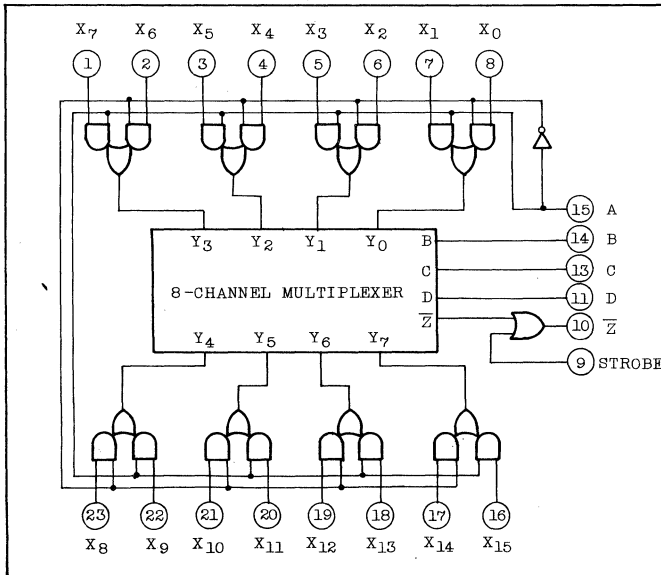 X7 X6 X5 X4 X3 X2 X1 X0
1 2 3 4 5 6 7 8
15 A
Y3 Y2 Y1 Y0 B 14 B
C 13 C
8-CHANNEL MULTIPLEXER D 11 D
Z̅ 10 Z̅
Y4 Y5 Y6 Y7
9 STROBE
23 22 21 20 19 18 17 16
X8 X9 X10 X11 X12 X13 X14 X15